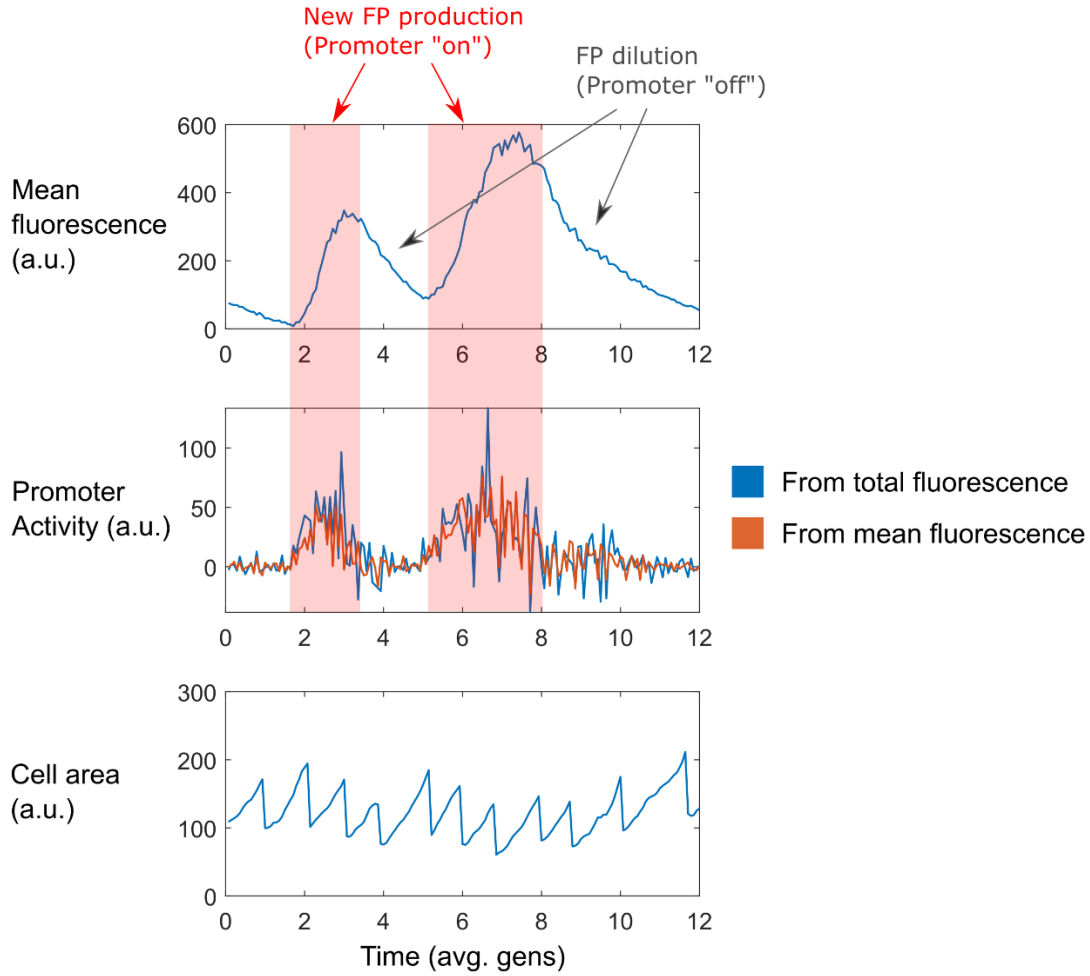 New FP production
(Promoter "on")
FP dilution
(Promoter "off")
Mean
fluorescence
(a.u.)
600
400
200
0
0 2 4 6 8 10 12
Promoter
Activity (a.u.)
100
50
0
0 2 4 6 8 10 12
From total fluorescence
From mean fluorescence
Cell area
(a.u.)
300
200
100
0
0 2 4 6 8 10 12
Time (avg. gens)